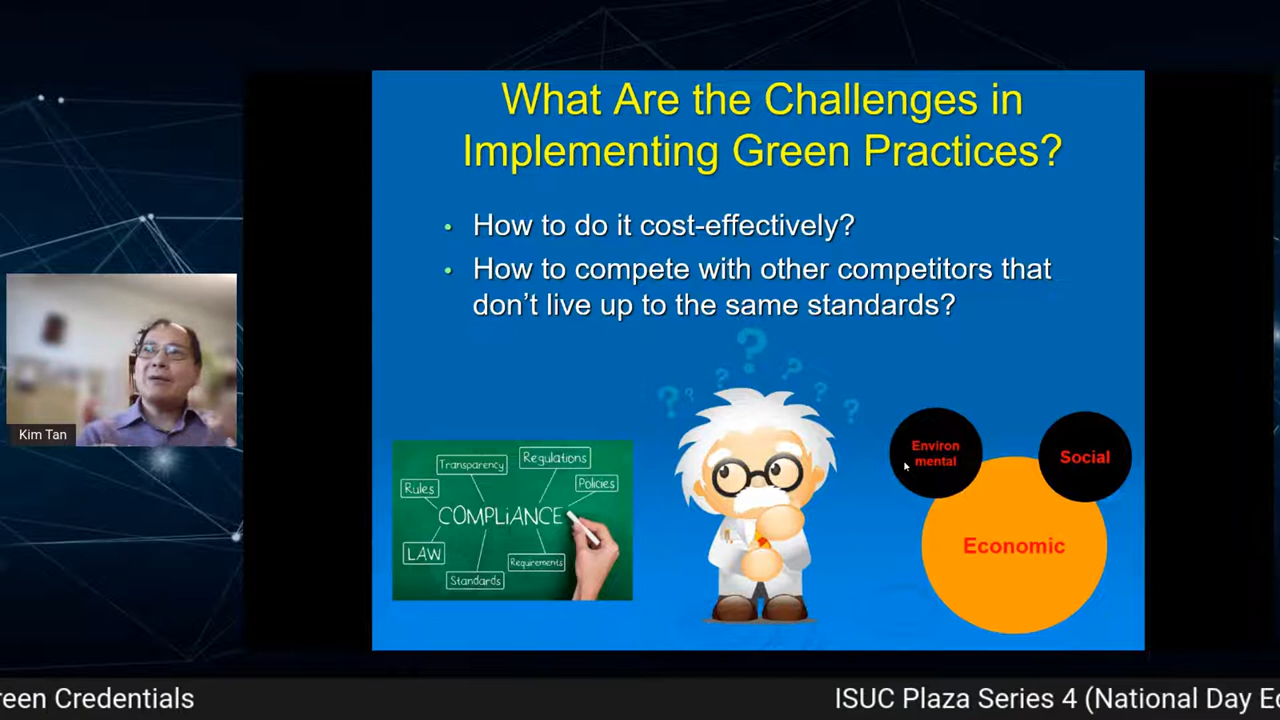 What Are the Challenges in
Implementing Green Practices?
• How to do it cost-effectively?
• How to compete with other competitors that
don’t live up to the same standards?
? ? ? ? ? ? ?
Transparency
Regulations
Rules
Policies
COMPLiANCE
LAW
Requirements
Standards
Environ
mental
Social
Economic
Kim Tan
reen Credentials
ISUC Plaza Series 4 (National Day Ed